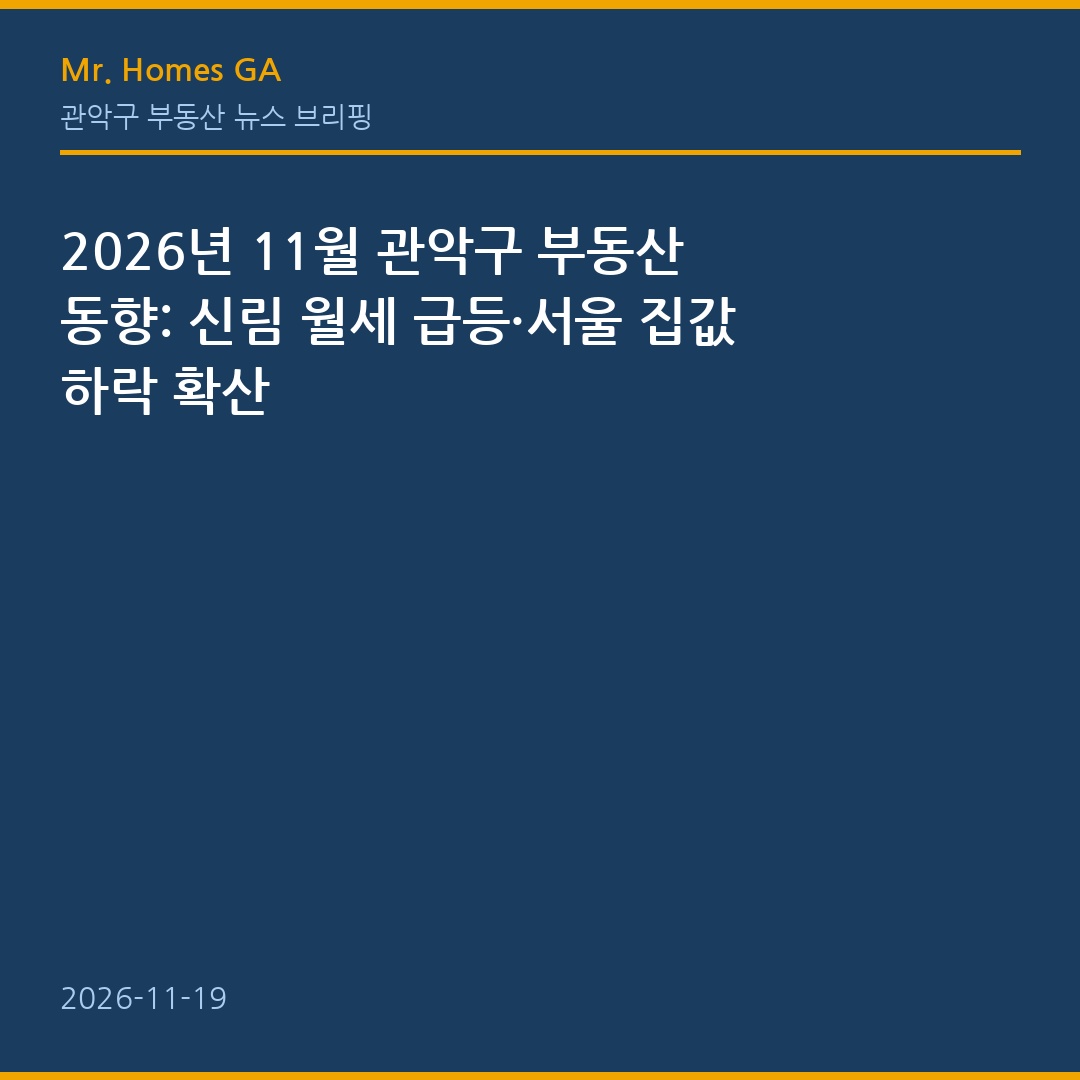 Mr. Homes GA
관악구 부동산 뉴스 브리핑
2026년 11월 관악구 부동산
동향: 신림 월세 급등·서울 집값
하락 확산
2026-11-19